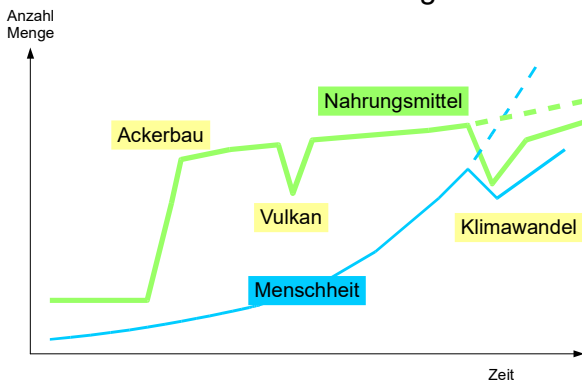 Anzahl
Menge
Nahrungsmittel
Ackerbau
Vulkan
Klimawandel
Menschheit
Zeit